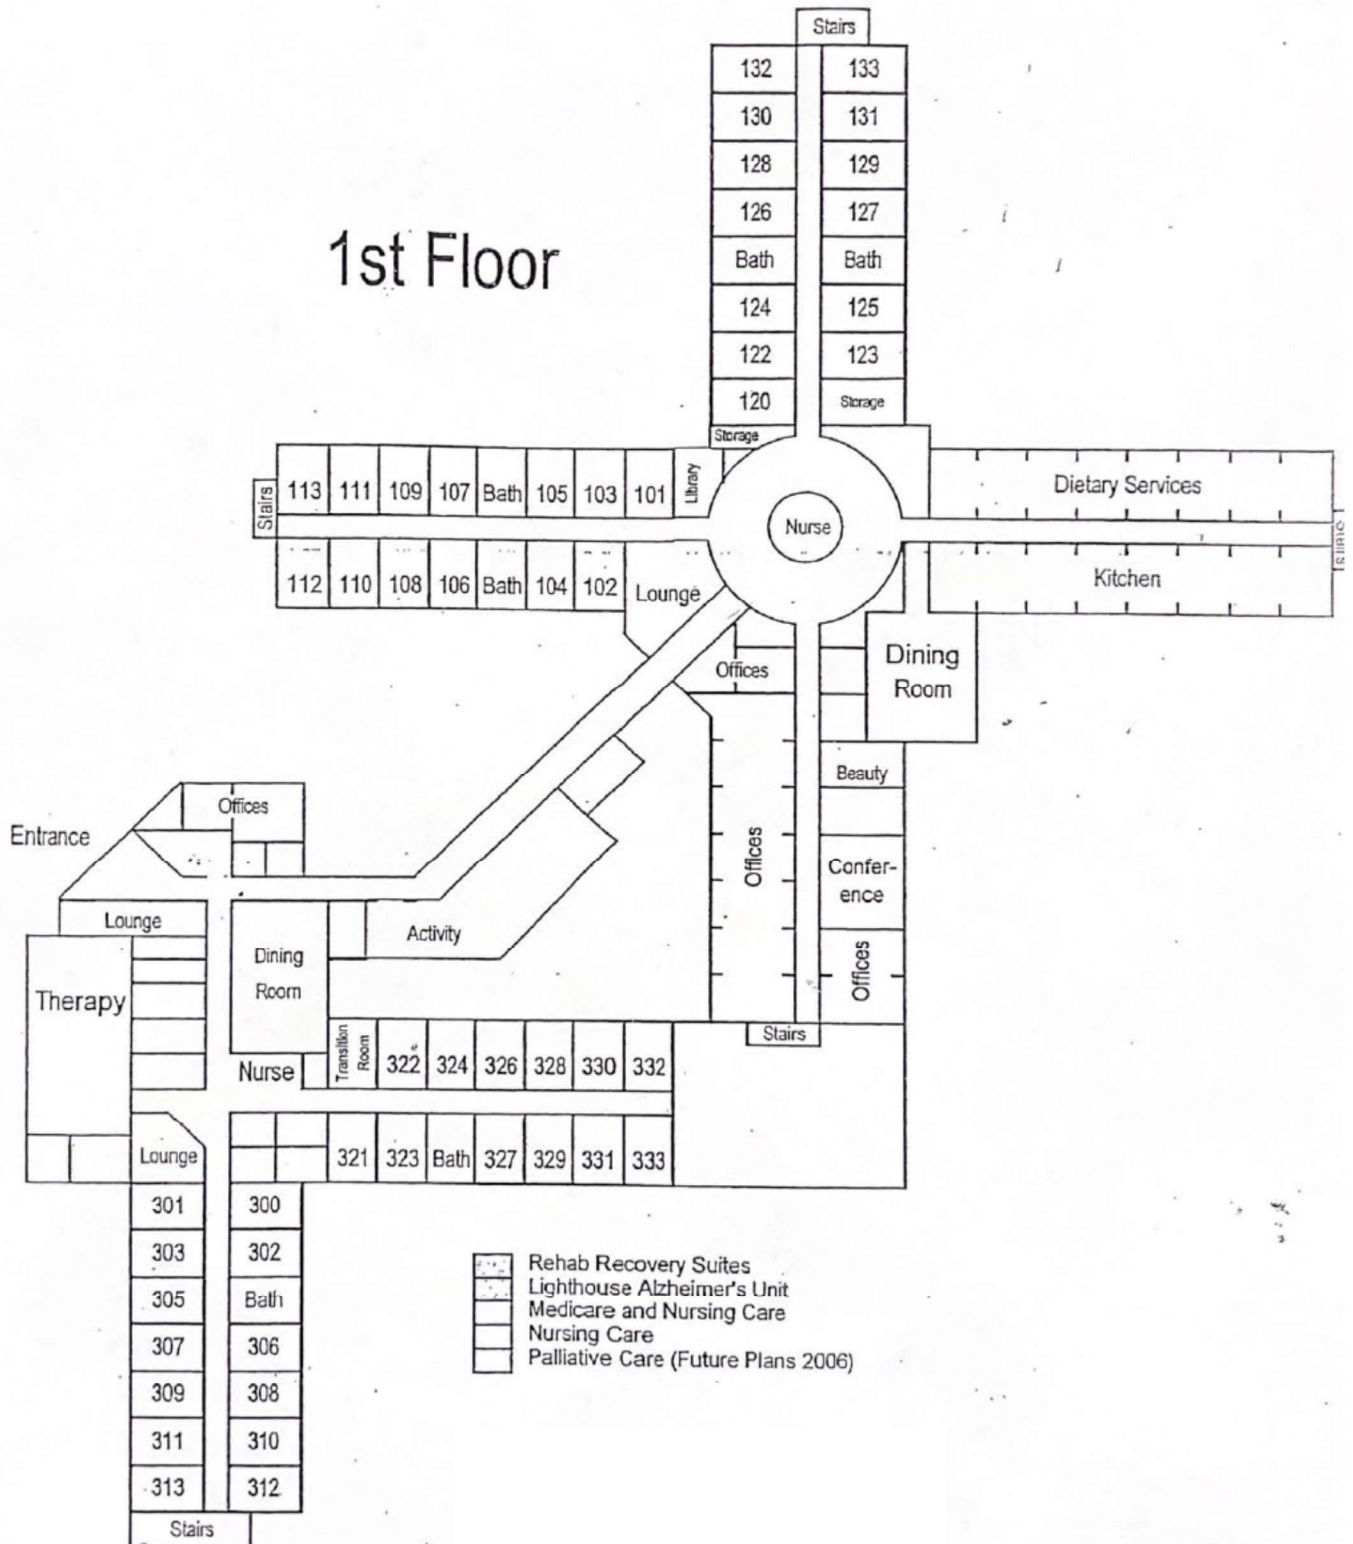 Stairs
132 133
130 131
128 129
126 127
Bath Bath
124 125
122 123
120 Storage
1st Floor
Storage
Stairs
113 111 109 107 Bath 105 103 101 Library
Nurse
Dietary Services
Stairs
112 110 108 106 Bath 104 102 Lounge
Kitchen
Offices
Dining
Room
Beauty
Offices
Confer-
ence
Offices
Stairs
Entrance
Offices
Lounge
Dining
Room
Activity
Therapy
Nurse
Transition
Room
322 324 326 328 330 332
Lounge
321 323 Bath 327 329 331 333
301 300
303 302
305 Bath
307 306
309 308
311 310
313 312
Stairs
Rehab Recovery Suites
Lighthouse Alzheimer's Unit
Medicare and Nursing Care
Nursing Care
Palliative Care (Future Plans 2006)